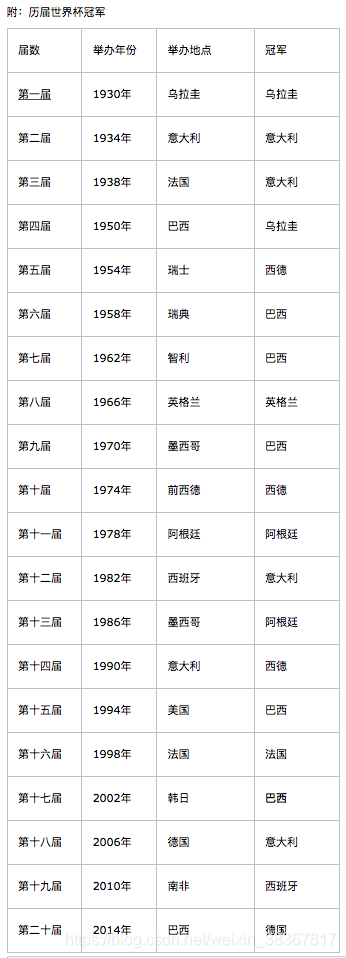 附：历届世界杯冠军
届数 举办年份 举办地点 冠军
第一届 1930年 乌拉圭 乌拉圭
第二届 1934年 意大利 意大利
第三届 1938年 法国 意大利
第四届 1950年 巴西 乌拉圭
第五届 1954年 瑞士 西德
第六届 1958年 瑞典 巴西
第七届 1962年 智利 巴西
第八届 1966年 英格兰 英格兰
第九届 1970年 墨西哥 巴西
第十届 1974年 前西德 西德
第十一届 1978年 阿根廷 阿根廷
第十二届 1982年 西班牙 意大利
第十三届 1986年 墨西哥 阿根廷
第十四届 1990年 意大利 西德
第十五届 1994年 美国 巴西
第十六届 1998年 法国 法国
第十七届 2002年 韩日 巴西
第十八届 2006年 德国 意大利
第十九届 2010年 南非 西班牙
第二十届 2014年 巴西 德国
https://blog.csdn.net/weixin_38367817